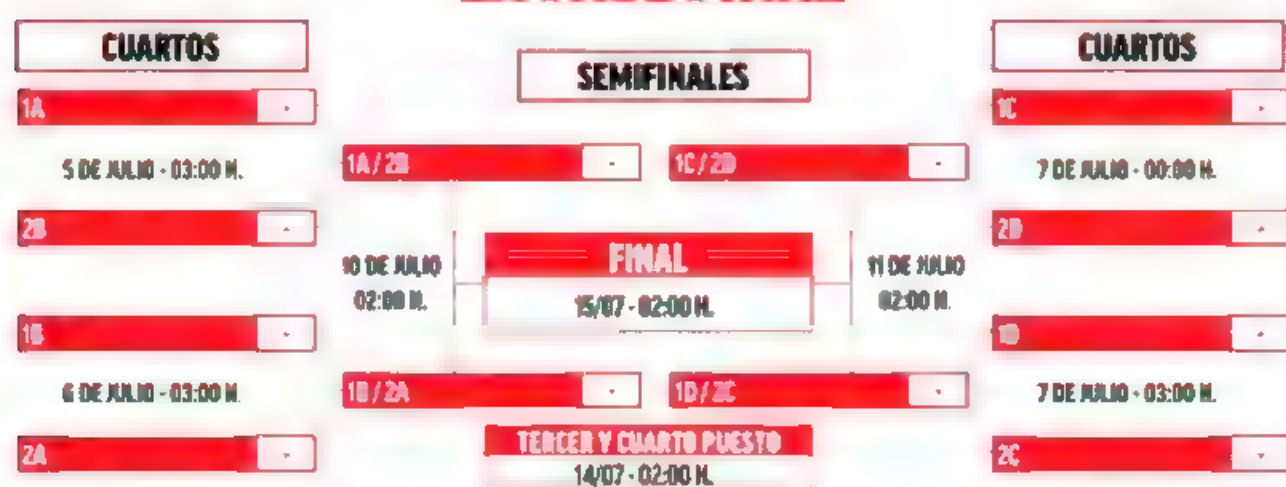 CUARTOS
1A
5 DE JULIO - 03:00 H.
2B
1B
6 DE JULIO - 03:00 H.
2A
SEMIFINALES
1A / 2B
1C / 2D
10 DE JULIO
02:00 H.
FINAL
15/07 - 02:00 H.
11 DE JULIO
02:00 H.
1B / 2A
1D / 2C
TERCER Y CUARTO PUESTO
14/07 - 02:00 H.
CUARTOS
1C
7 DE JULIO - 00:00 H.
2D
1D
7 DE JULIO - 03:00 H.
2C